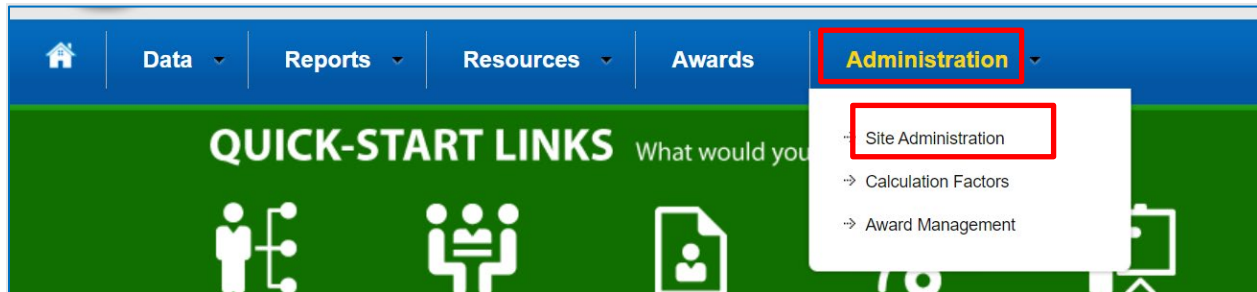 Data Reports Resources Awards Administration
QUICK-START LINKS What would you
Site Administration
Calculation Factors
Award Management